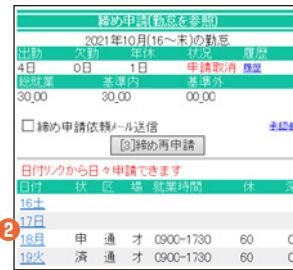 締め申請(勤怠を参照)
2021年10月(16～末)の勤怠
出勤 欠勤 年休 状況 履歴
4日 0日 1日 申請取消 履歴
総就業 基準内 基準外
30,00 30,00 00,00
締め申請依頼メール送信
承認
[3]締め再申請
日付リンクから日々申請できます
日付 状 区 場 就業時間 休
16土
17日
2
18月 申 通 オ 0900-1730 60
19火 済 通 オ 0900-1730 60